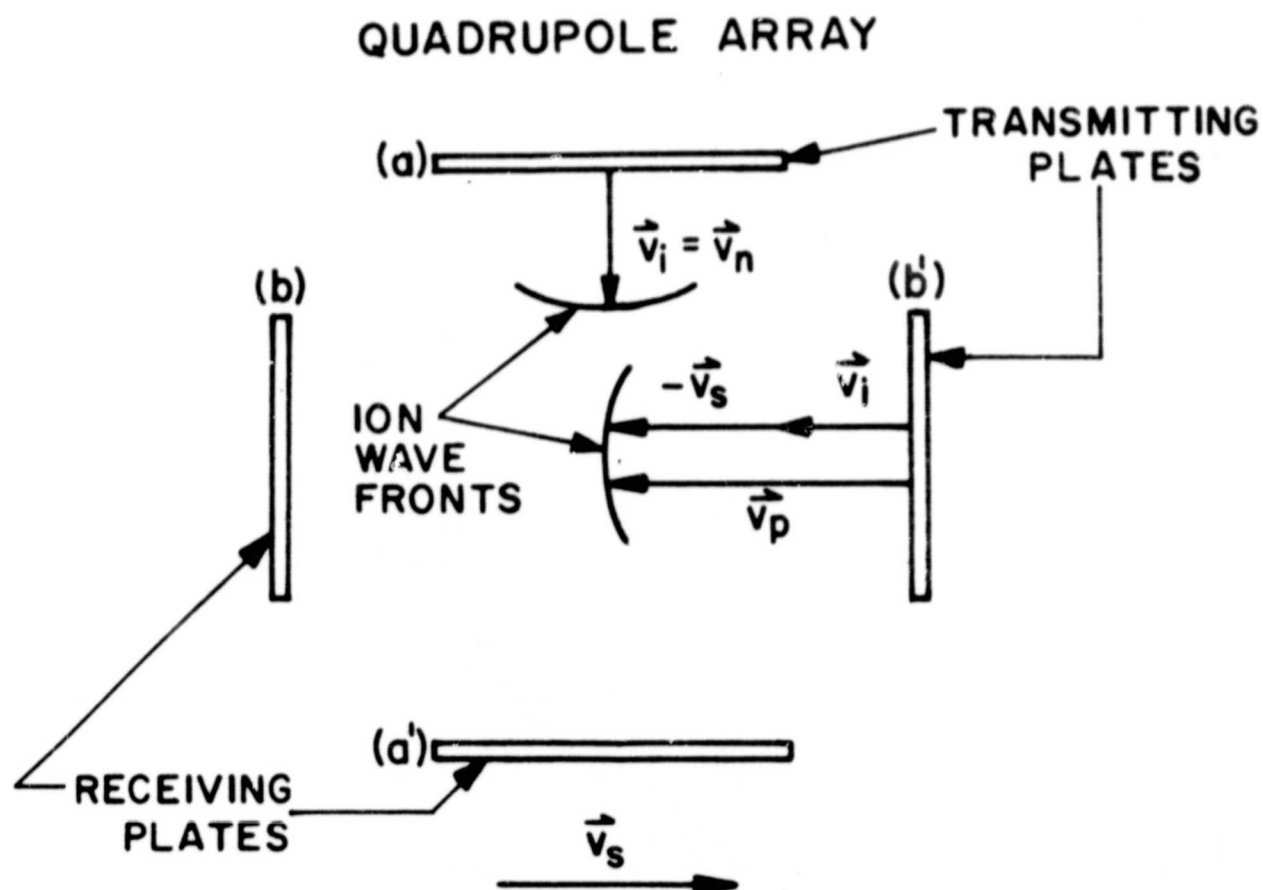 QUADRUPOLE ARRAY
TRANSMITTING
PLATES
(a)
v⃗i = v⃗n
(b)
(b')
-v⃗s
v⃗i
ION
WAVE
FRONTS
v⃗p
(a')
RECEIVING
PLATES
v⃗s